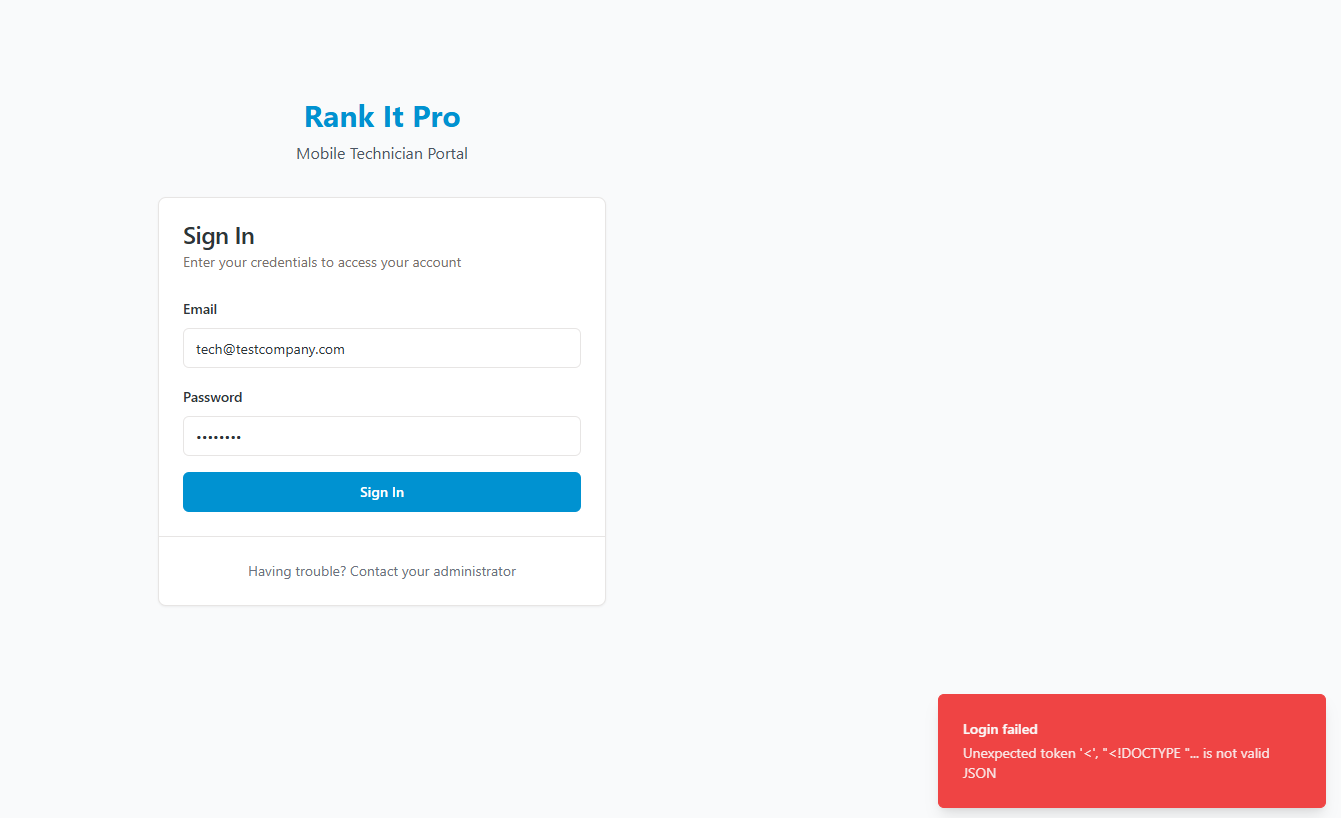 Rank It Pro
Mobile Technician Portal
Sign In
Enter your credentials to access your account
Email
tech@testcompany.com
Password
••••••••
Sign In
Having trouble? Contact your administrator
Login failed
Unexpected token '<', "<!DOCTYPE "... is not valid
JSON